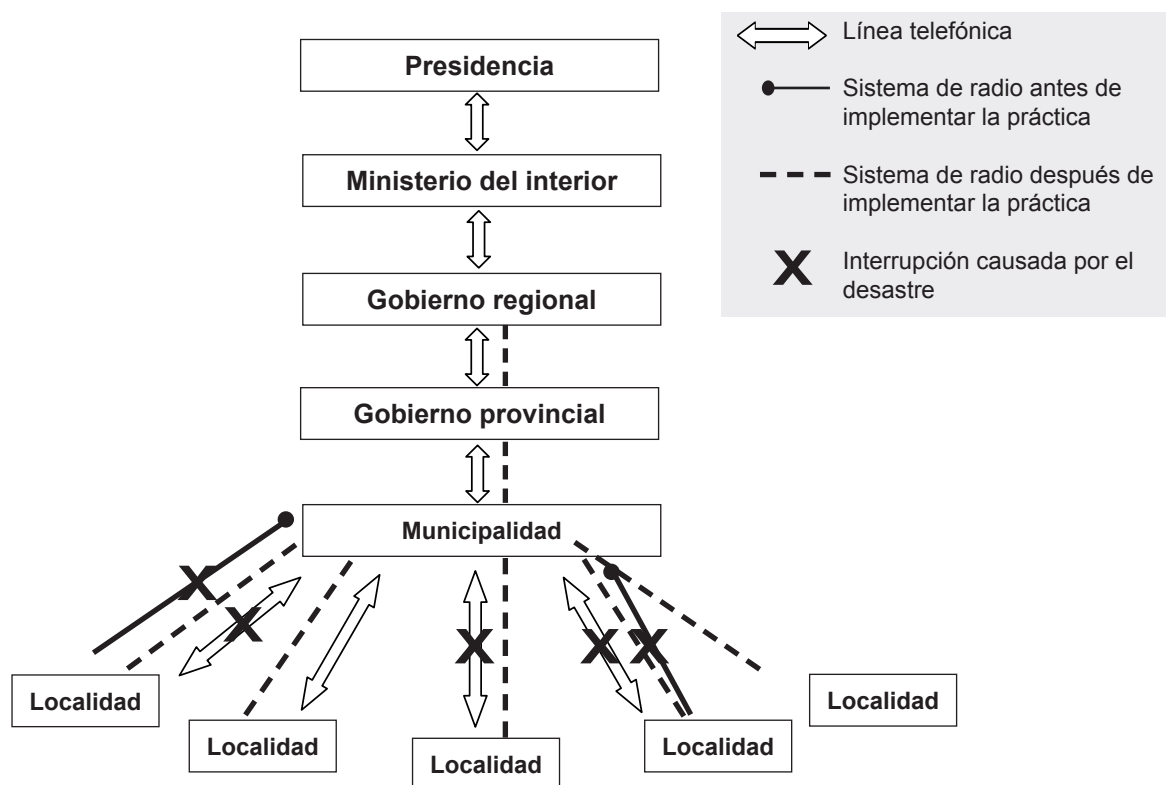 Presidencia
Ministerio del interior
Gobierno regional
Gobierno provincial
Municipalidad
Localidad
Localidad
Localidad
Localidad
Localidad
Línea telefónica
Sistema de radio antes de
implementar la práctica
Sistema de radio después de
implementar la práctica
X
Interrupción causada por el
desastre